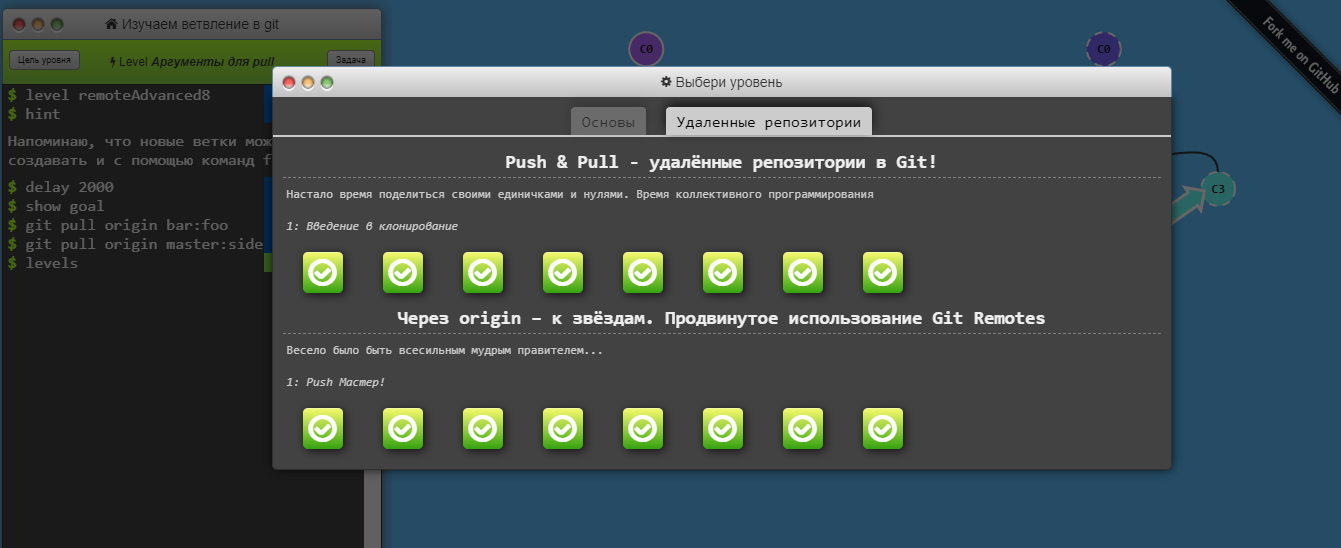 Изучаем ветвление в git
Цель уровня
Level Аргументы для pull
Задача
$ level remoteAdvanced8
$ hint
Напоминаю, что новые ветки мож
создавать и с помощью команд f
$ delay 2000
$ show goal
$ git pull origin bar:foo
$ git pull origin master:side
$ levels
C0
C0
Fork me on GitHub
C3
Выбери уровень
Основы
Удаленные репозитории
Push & Pull - удалённые репозитории в Git!
Настало время поделиться своими единичками и нулями. Время коллективного программирования
1: Введение в клонирование
Через origin – к звёздам. Продвинутое использование Git Remotes
Весело было быть всесильным мудрым правителем...
1: Push Мастер!